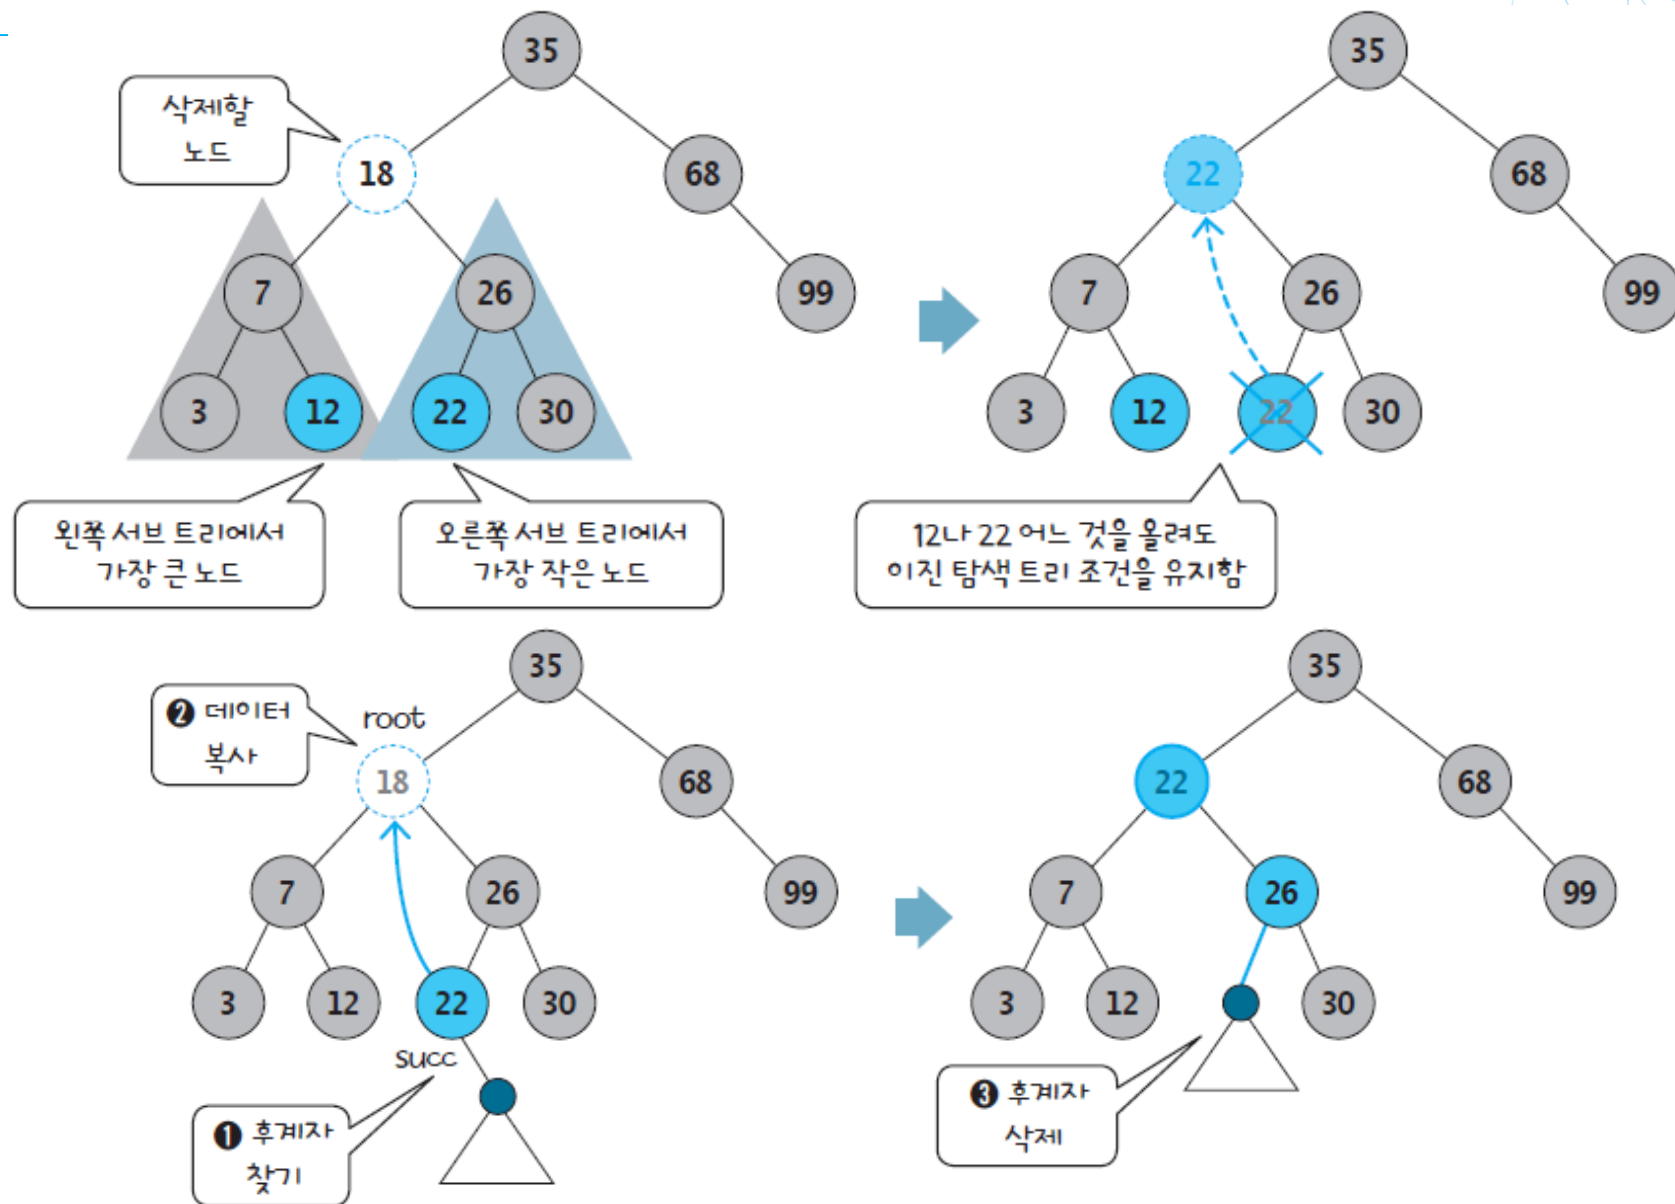 35
삭제할
노드
18
68
7
26
99
3
12
22
30
왼쪽 서브 트리에서
가장 큰 노드
오른쪽 서브 트리에서
가장 작은 노드
35
22
68
7
26
99
3
12
22
30
12나 22 어느 것을 올려도
이진 탐색 트리 조건을 유지함
35
❷ 데이터
복사
root
18
68
7
26
99
3
12
22
30
succ
❶ 후계자
찾기
35
22
68
7
26
99
3
12
30
❸ 후계자
삭제